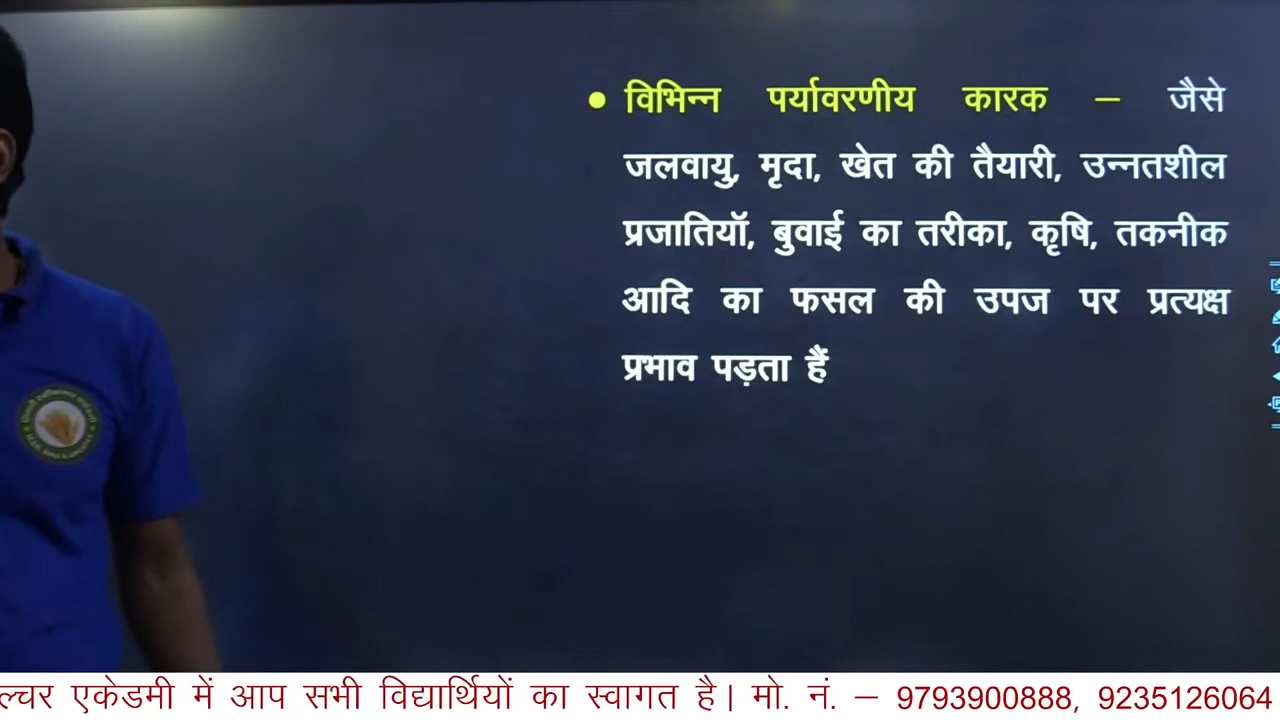 • विभिन्न पर्यावरणीय कारक – जैसे
जलवायु, मृदा, खेत की तैयारी, उन्नतशील
प्रजातियॉ, बुवाई का तरीका, कृषि, तकनीक
आदि का फसल की उपज पर प्रत्यक्ष
प्रभाव पड़ता हैं
ल्चर एकेडमी में आप सभी विद्यार्थियों का स्वागत है| मो. नं. – 9793900888, 9235126064